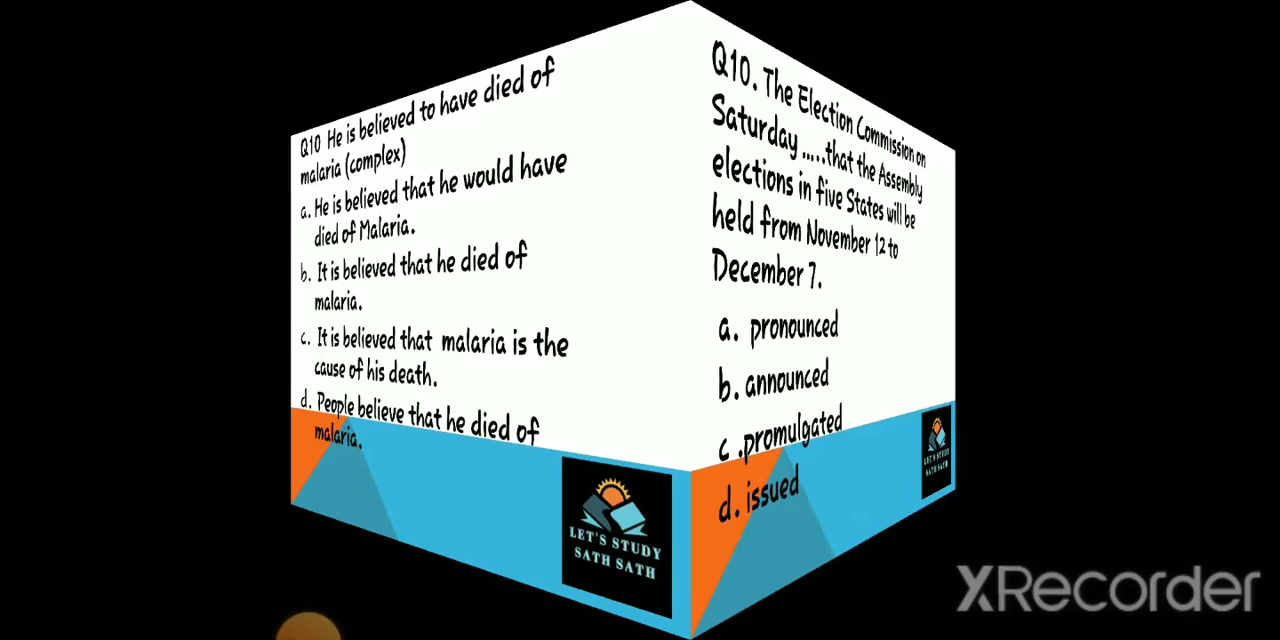 Q10 He is believed to have died of
malaria (complex)
a. He is believed that he would have
died of Malaria.
b. It is believed that he died of
malaria.
c. It is believed that malaria is the
cause of his death.
d. People believe that he died of
malaria.
LET'S STUDY
SATH SATH
Q10. The Election Commission on
Saturday .....that the Assembly
elections in five States will be
held from November 12 to
December 7.
a. pronounced
b. announced
c .promulgated
d. issued
LET'S STUDY
SATH SATH
XRecorder